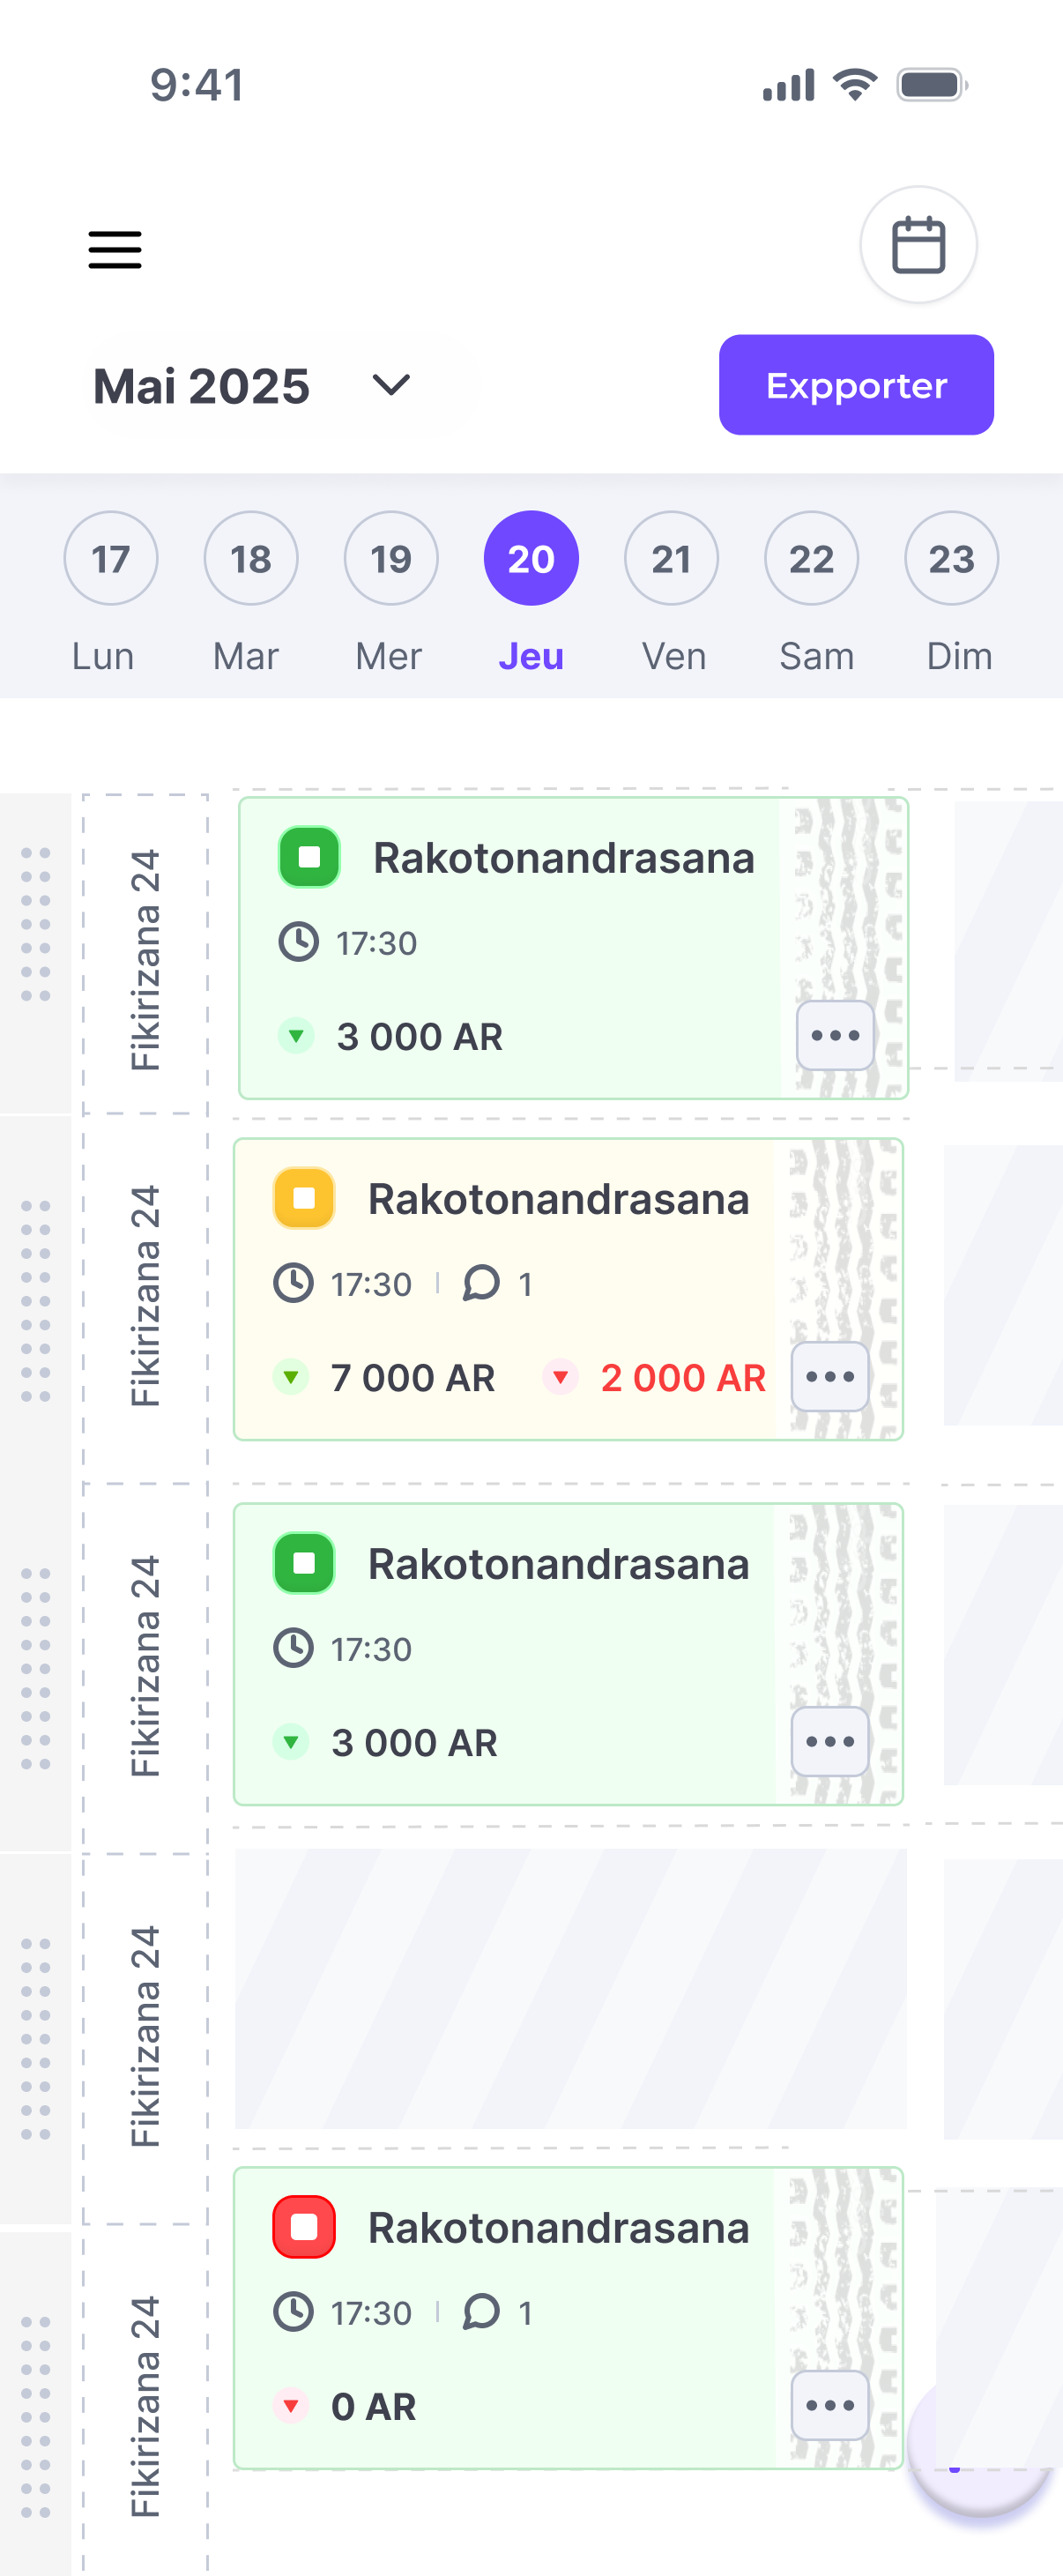 9:41
Mai 2025
Expporter
17 18 19 20 21 22 23
Lun Mar Mer Jeu Ven Sam Dim
Fikirizana 24
Rakotonandrasana
17:30
3 000 AR
Fikirizana 24
Rakotonandrasana
17:30 1
7 000 AR 2 000 AR
Fikirizana 24
Rakotonandrasana
17:30
3 000 AR
Fikirizana 24
Fikirizana 24
Rakotonandrasana
17:30 1
0 AR